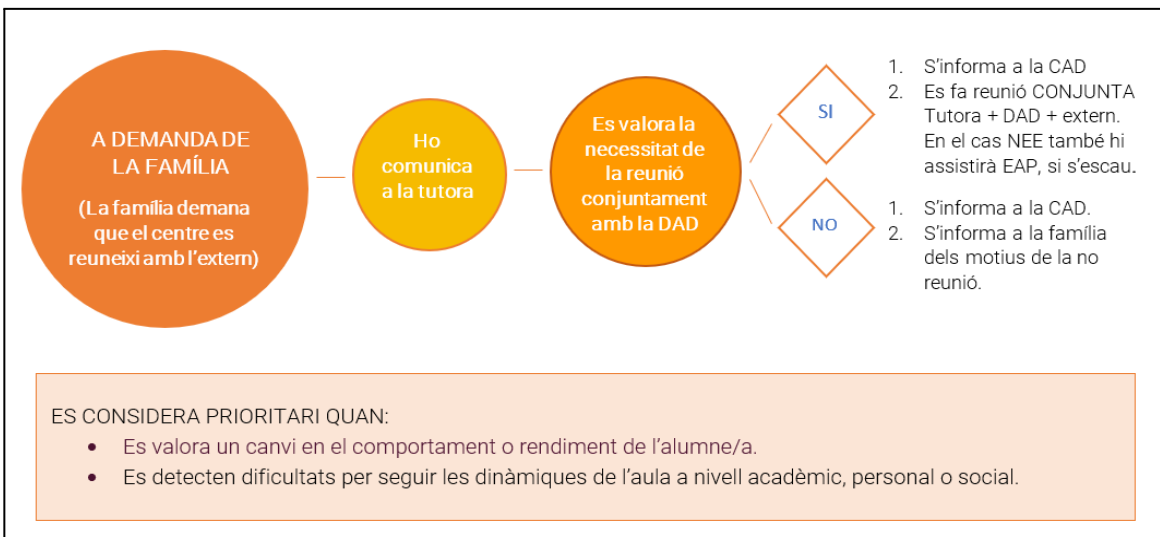 A DEMANDA DE
LA FAMÍLIA
(La família demana
que el centre es
reuneixi amb l'extern)
Ho
comunica
a la tutora
Es valora la
necessitat de
la reunió
conjuntament
amb la DAD
SI
1. S'informa a la CAD
2. Es fa reunió CONJUNTA
Tutora + DAD + extern.
En el cas NEE també hi
assistirà EAP, si s'escau.
NO
1. S'informa a la CAD.
2. S'informa a la família
dels motius de la no
reunió.
ES CONSIDERA PRIORITARI QUAN:
• Es valora un canvi en el comportament o rendiment de l'alumne/a.
• Es detecten dificultats per seguir les dinàmiques de l'aula a nivell acadèmic, personal o social.